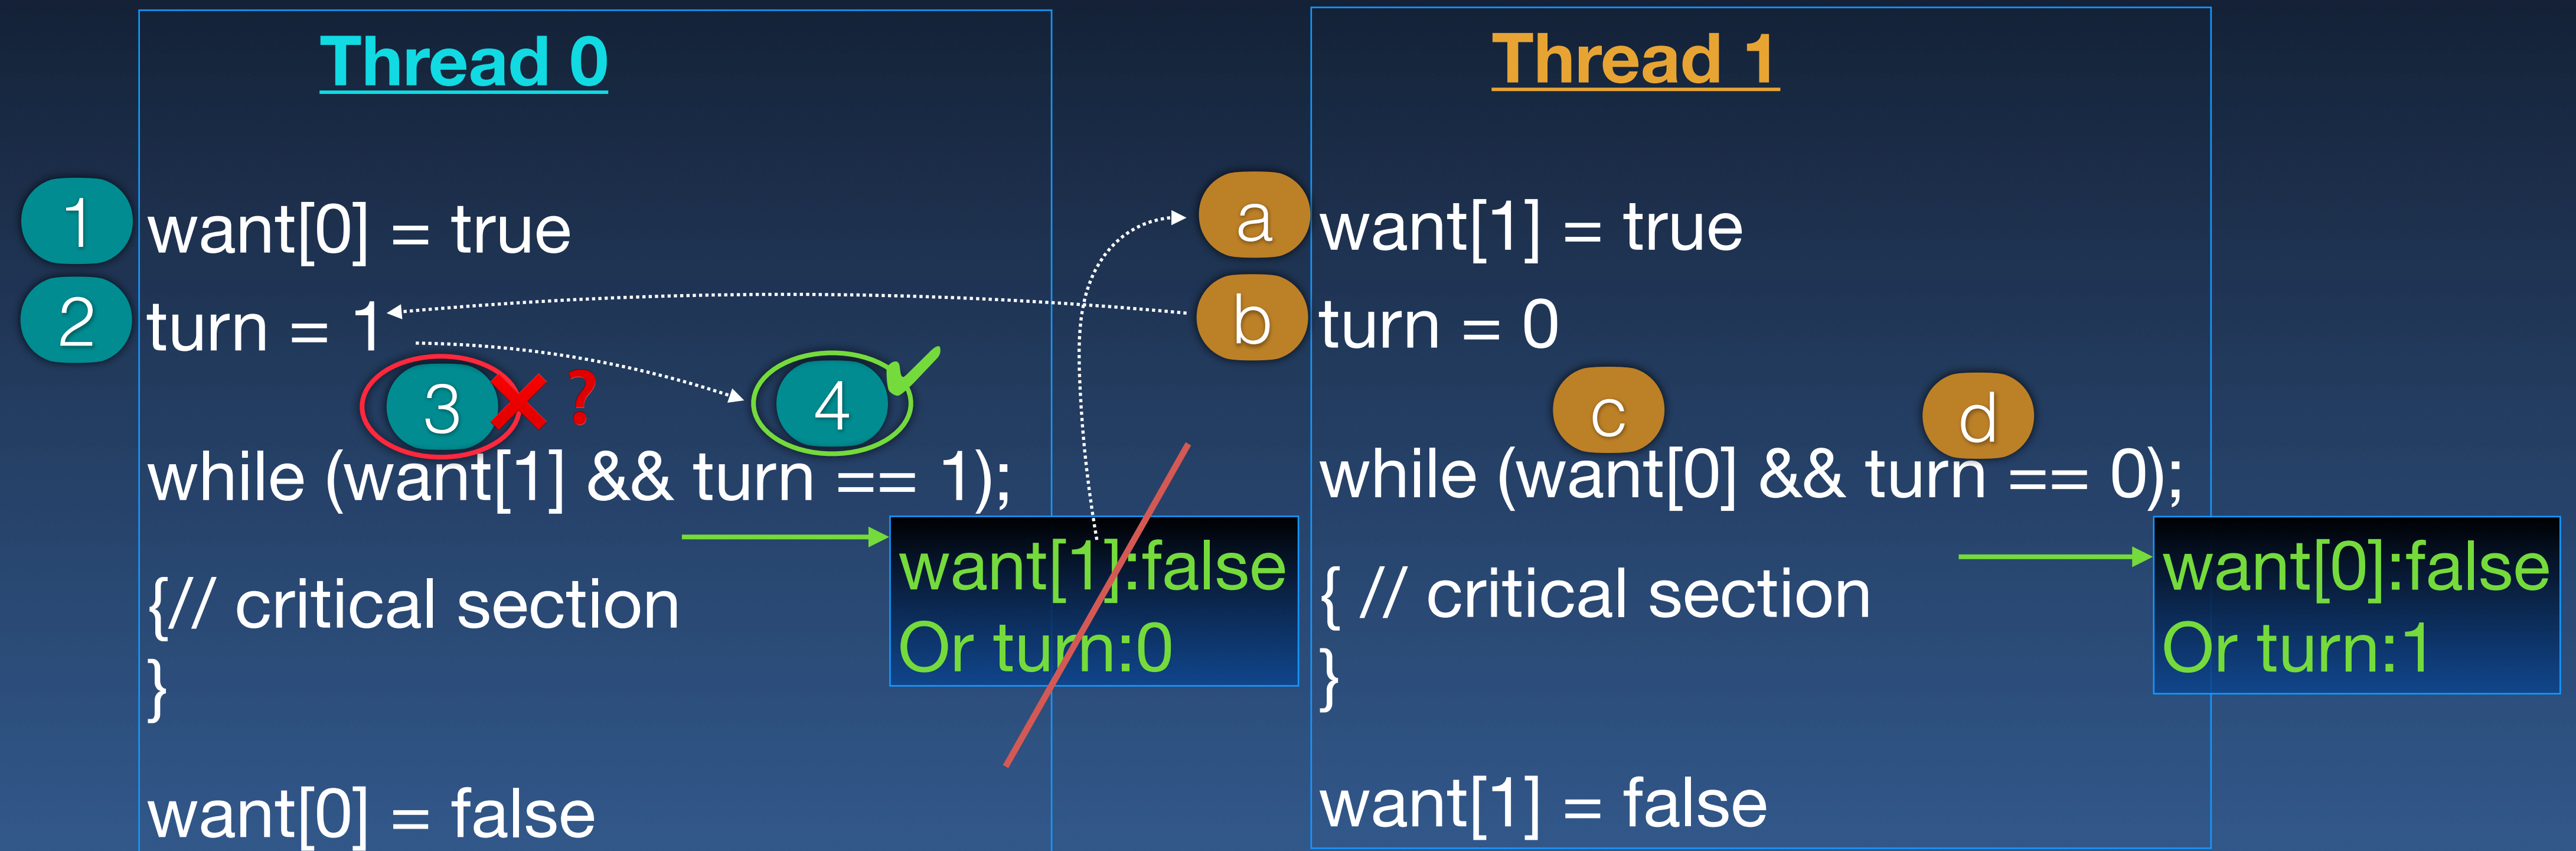 Thread 0
1
want[0] = true
2
turn = 1
3
?
4
while (want[1] && turn == 1);
want[1]:false
Or turn:0
{// critical section
}
want[0] = false
Thread 1
a
want[1] = true
b
turn = 0
c
d
while (want[0] && turn == 0);
want[0]:false
Or turn:1
{ // critical section
}
want[1] = false